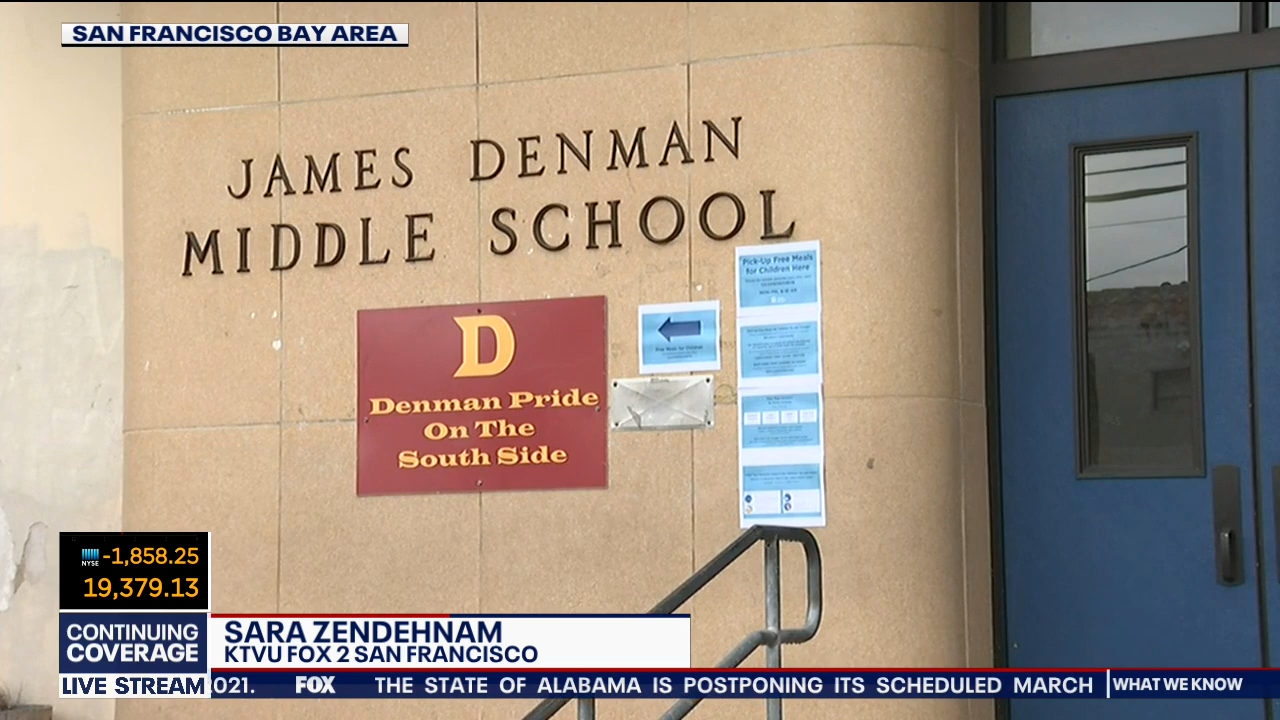 SAN FRANCISCO BAY AREA
JAMES DENMAN
MIDDLE SCHOOL
Pick-Up Free Meals
for Children Here
D
Denman Pride
On The
South Side
NYSE
-1,858.25
19,379.13
CONTINUING
COVERAGE
SARA ZENDEHNAM
KTVU FOX 2 SAN FRANCISCO
LIVE STREAM
2021. FOX THE STATE OF ALABAMA IS POSTPONING ITS SCHEDULED MARCH
WHAT WE KNOW